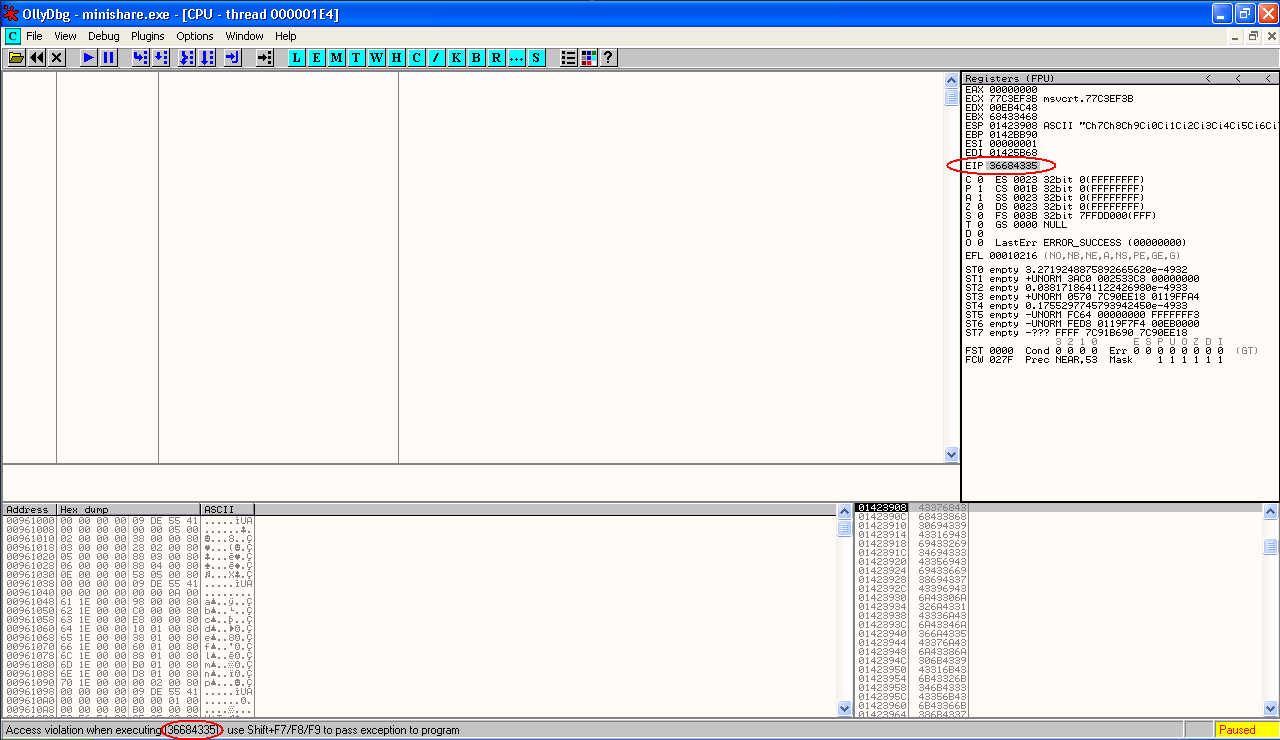 OllyDbg - minishare.exe - [CPU - thread 000001E4]
C File View Debug Plugins Options Window Help
L E M T W H C / K B R ... S ?
Registers (FPU) < < <
EAX 00000000
ECX 77C3EF3B msvcrt.77C3EF3B
EDX 00EB4C48
EBX 68433468
ESP 01423908 ASCII "Ch7Ch8Ch9Ci0Ci1Ci2Ci3Ci4Ci5Ci6Ci
EBP 0142BB90
ESI 00000001
EDI 01425B68
EIP 36684335
C 0 ES 0023 32bit 0(FFFFFFFF)
P 1 CS 001B 32bit 0(FFFFFFFF)
A 1 SS 0023 32bit 0(FFFFFFFF)
Z 0 DS 0023 32bit 0(FFFFFFFF)
S 0 FS 003B 32bit 7FFDD000(FFF)
T 0 GS 0000 NULL
D 0
O 0 LastErr ERROR_SUCCESS (00000000)
EFL 00010216 (NO,NB,NE,A,NS,PE,GE,G)
ST0 empty 3.2719248875892665620e-4932
ST1 empty +UNORM 3AC0 002533C8 00000000
ST2 empty 0.0381718641122426980e-4933
ST3 empty +UNORM 0570 7C90EE18 0119FFA4
ST4 empty 0.1755297745793942450e-4933
ST5 empty -UNORM FC64 00000000 FFFFFFF3
ST6 empty -UNORM FED8 0119F7F4 00EB0000
ST7 empty -??? FFFF 7C91B690 7C90EE18
3 2 1 0 E S P U O Z D I
FST 0000 Cond 0 0 0 0 Err 0 0 0 0 0 0 0 0 (GT)
FCW 027F Prec NEAR,53 Mask 1 1 1 1 1 1
Address Hex dump ASCII
00961000 00 00 00 00 09 DE 55 41
00961008 00 00 00 00 00 00 05 00
00961010 02 00 00 00 38 00 00 80
00961018 03 00 00 00 28 02 00 80
00961020 05 00 00 00 88 03 00 80
00961028 06 00 00 00 88 04 00 80
00961030 0E 00 00 00 58 05 00 80
00961038 00 00 00 00 09 DE 55 41
00961040 00 00 00 00 00 00 0A 00
00961048 61 1E 00 00 98 00 00 80
00961050 62 1E 00 00 C0 00 00 80
00961058 63 1E 00 00 E8 00 00 80
00961060 64 1E 00 00 10 01 00 80
00961068 65 1E 00 00 38 01 00 80
00961070 66 1E 00 00 60 01 00 80
00961078 6C 1E 00 00 88 01 00 80
00961080 6D 1E 00 00 B0 01 00 80
00961088 6E 1E 00 00 D8 01 00 80
00961090 70 1E 00 00 00 02 00 80
00961098 00 00 00 00 09 DE 55 41
009610A0 00 00 00 00 00 00 01 00
01423908 43376843
0142390C 68433868
01423910 30694339
01423914 43316943
01423918 69433269
0142391C 34694333
01423920 43356943
01423924 69433669
01423928 38694337
0142392C 43396943
01423930 6A43306A
01423934 326A4331
01423938 43336A43
0142393C 6A43346A
01423940 366A4335
01423944 43376A43
01423948 6A43386A
0142394C 306B4339
01423950 43316B43
01423954 6B43326B
01423958 346B4333
0142395C 43356B43
01423960 6B43366B
01423964 386B4337
Access violation when executing [36684335] - use Shift+F7/F8/F9 to pass exception to program
Paused